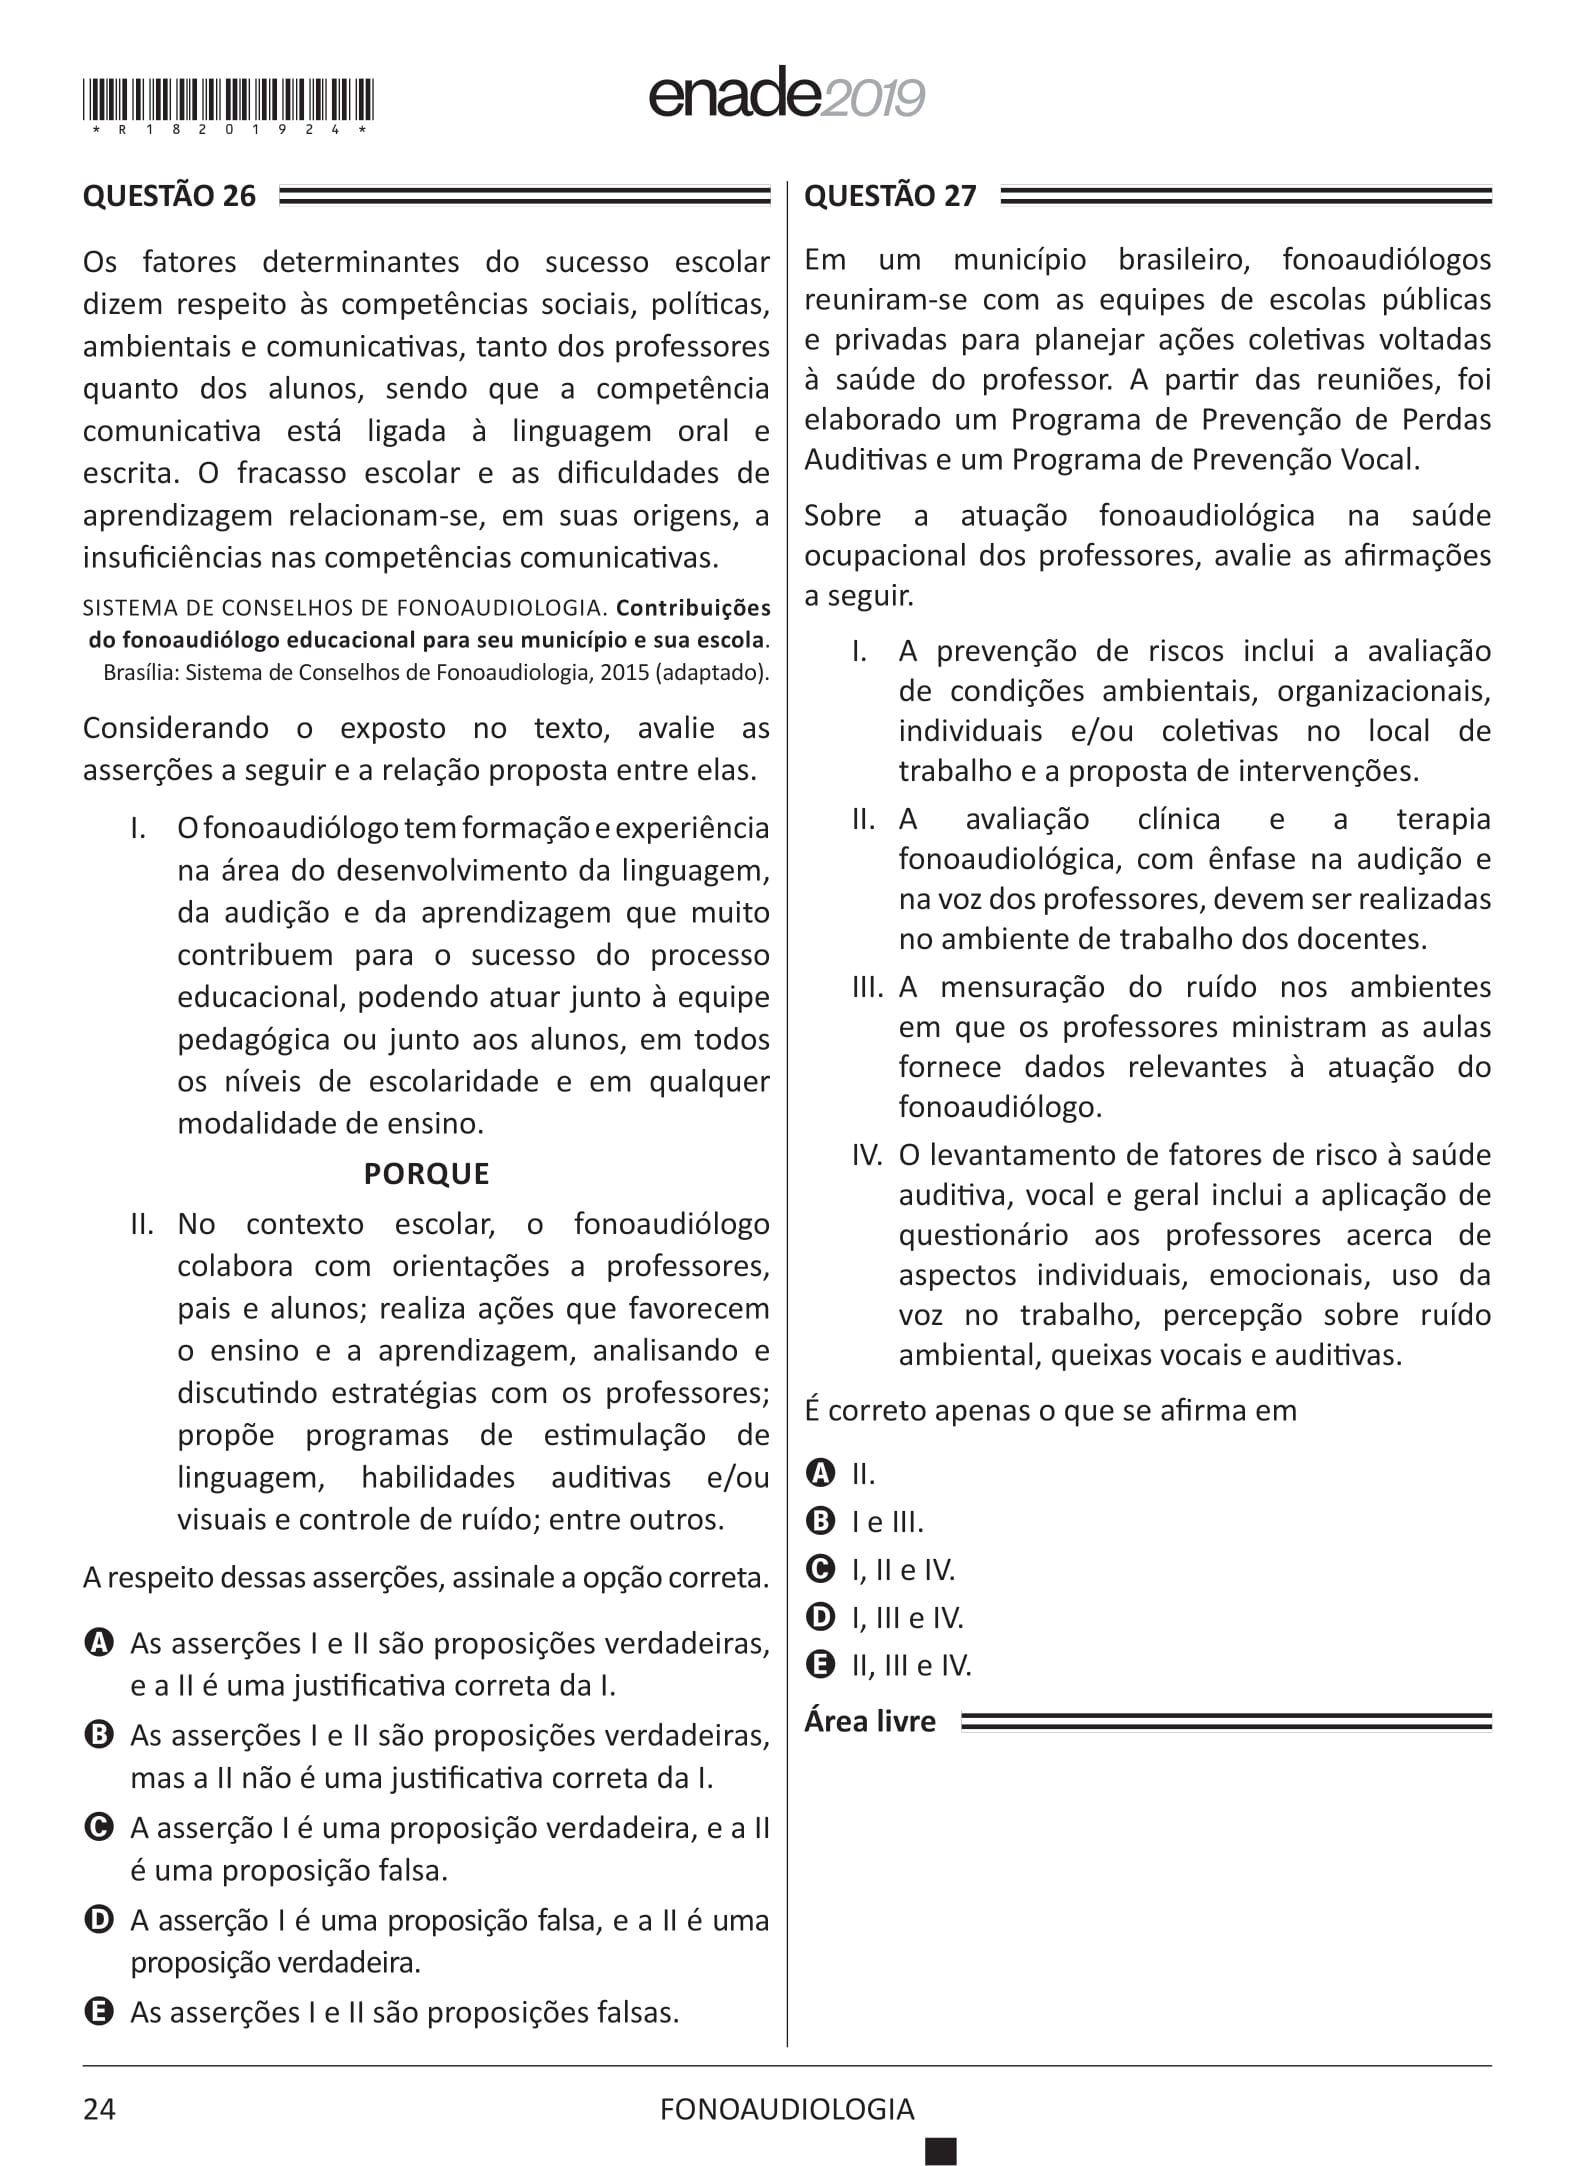 * R 1 8 2 0 1 9 2 4 *
enade2019
QUESTÃO 26
Os fatores determinantes do sucesso escolar
dizem respeito às competências sociais, políticas,
ambientais e comunicativas, tanto dos professores
quanto dos alunos, sendo que a competência
comunicativa está ligada à linguagem oral e
escrita. O fracasso escolar e as dificuldades de
aprendizagem relacionam-se, em suas origens, a
insuficiências nas competências comunicativas.
SISTEMA DE CONSELHOS DE FONOAUDIOLOGIA. Contribuições
do fonoaudiólogo educacional para seu município e sua escola.
Brasília: Sistema de Conselhos de Fonoaudiologia, 2015 (adaptado).
Considerando o exposto no texto, avalie as
asserções a seguir e a relação proposta entre elas.
I. O fonoaudiólogo tem formação e experiência
na área do desenvolvimento da linguagem,
da audição e da aprendizagem que muito
contribuem para o sucesso do processo
educacional, podendo atuar junto à equipe
pedagógica ou junto aos alunos, em todos
os níveis de escolaridade e em qualquer
modalidade de ensino.
PORQUE
II. No contexto escolar, o fonoaudiólogo
colabora com orientações a professores,
pais e alunos; realiza ações que favorecem
o ensino e a aprendizagem, analisando e
discutindo estratégias com os professores;
propõe programas de estimulação de
linguagem, habilidades auditivas e/ou
visuais e controle de ruído; entre outros.
A respeito dessas asserções, assinale a opção correta.
A As asserções I e II são proposições verdadeiras,
e a II é uma justificativa correta da I.
B As asserções I e II são proposições verdadeiras,
mas a II não é uma justificativa correta da I.
C A asserção I é uma proposição verdadeira, e a II
é uma proposição falsa.
D A asserção I é uma proposição falsa, e a II é uma
proposição verdadeira.
E As asserções I e II são proposições falsas.
QUESTÃO 27
Em um município brasileiro, fonoaudiólogos
reuniram-se com as equipes de escolas públicas
e privadas para planejar ações coletivas voltadas
à saúde do professor. A partir das reuniões, foi
elaborado um Programa de Prevenção de Perdas
Auditivas e um Programa de Prevenção Vocal.
Sobre a atuação fonoaudiológica na saúde
ocupacional dos professores, avalie as afirmações
a seguir.
I. A prevenção de riscos inclui a avaliação
de condições ambientais, organizacionais,
individuais e/ou coletivas no local de
trabalho e a proposta de intervenções.
II. A avaliação clínica e a terapia
fonoaudiológica, com ênfase na audição e
na voz dos professores, devem ser realizadas
no ambiente de trabalho dos docentes.
III. A mensuração do ruído nos ambientes
em que os professores ministram as aulas
fornece dados relevantes à atuação do
fonoaudiólogo.
IV. O levantamento de fatores de risco à saúde
auditiva, vocal e geral inclui a aplicação de
questionário aos professores acerca de
aspectos individuais, emocionais, uso da
voz no trabalho, percepção sobre ruído
ambiental, queixas vocais e auditivas.
É correto apenas o que se afirma em
A II.
B I e III.
C I, II e IV.
D I, III e IV.
E II, III e IV.
Área livre
24
FONOAUDIOLOGIA